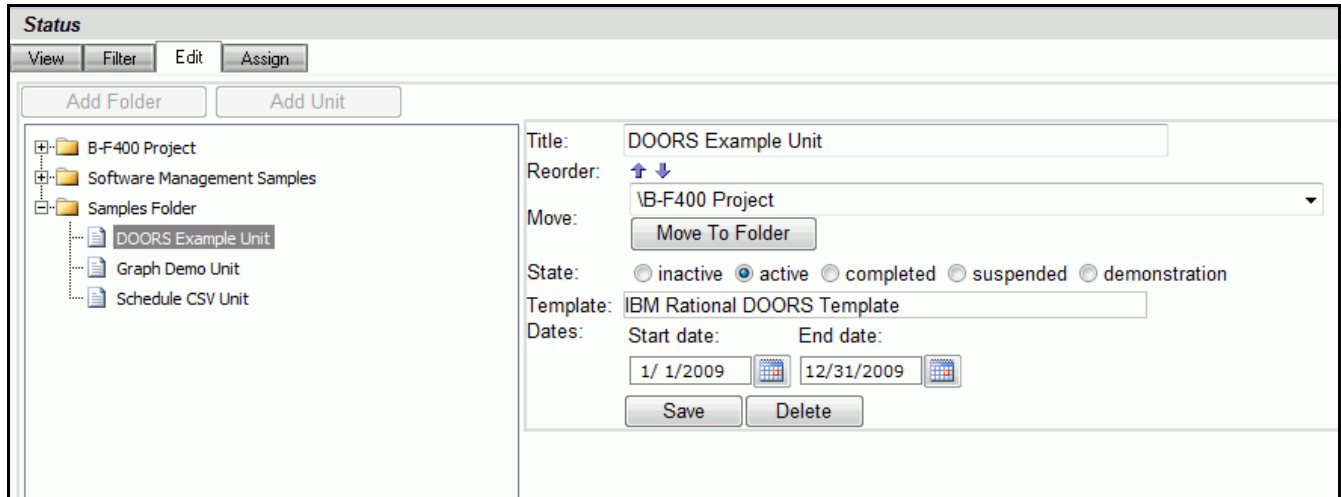 Status
View Filter Edit Assign
Add Folder Add Unit
B-F400 Project
Software Management Samples
Samples Folder
DOORS Example Unit
Graph Demo Unit
Schedule CSV Unit
Title: DOORS Example Unit
Reorder:
\B-F400 Project
Move:
Move To Folder
State: inactive active completed suspended demonstration
Template: IBM Rational DOORS Template
Dates: Start date: End date:
1/ 1/2009 12/31/2009
Save Delete